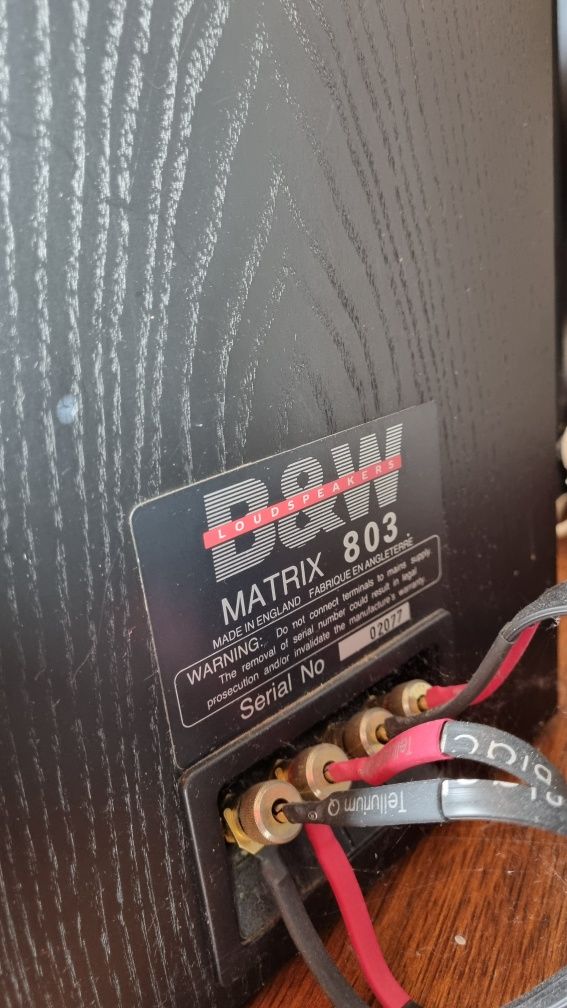 B&W
LOUDSPEAKERS
MATRIX 803
MADE IN ENGLAND FABRIQUE EN ANGLETERRE
WARNING: Do not connect terminals to mains supply.
The removal of serial number could result in legal
prosecution and/or invalidate the manufacture's warranty.
Serial No 02077
Tellurium
Tellurium Q